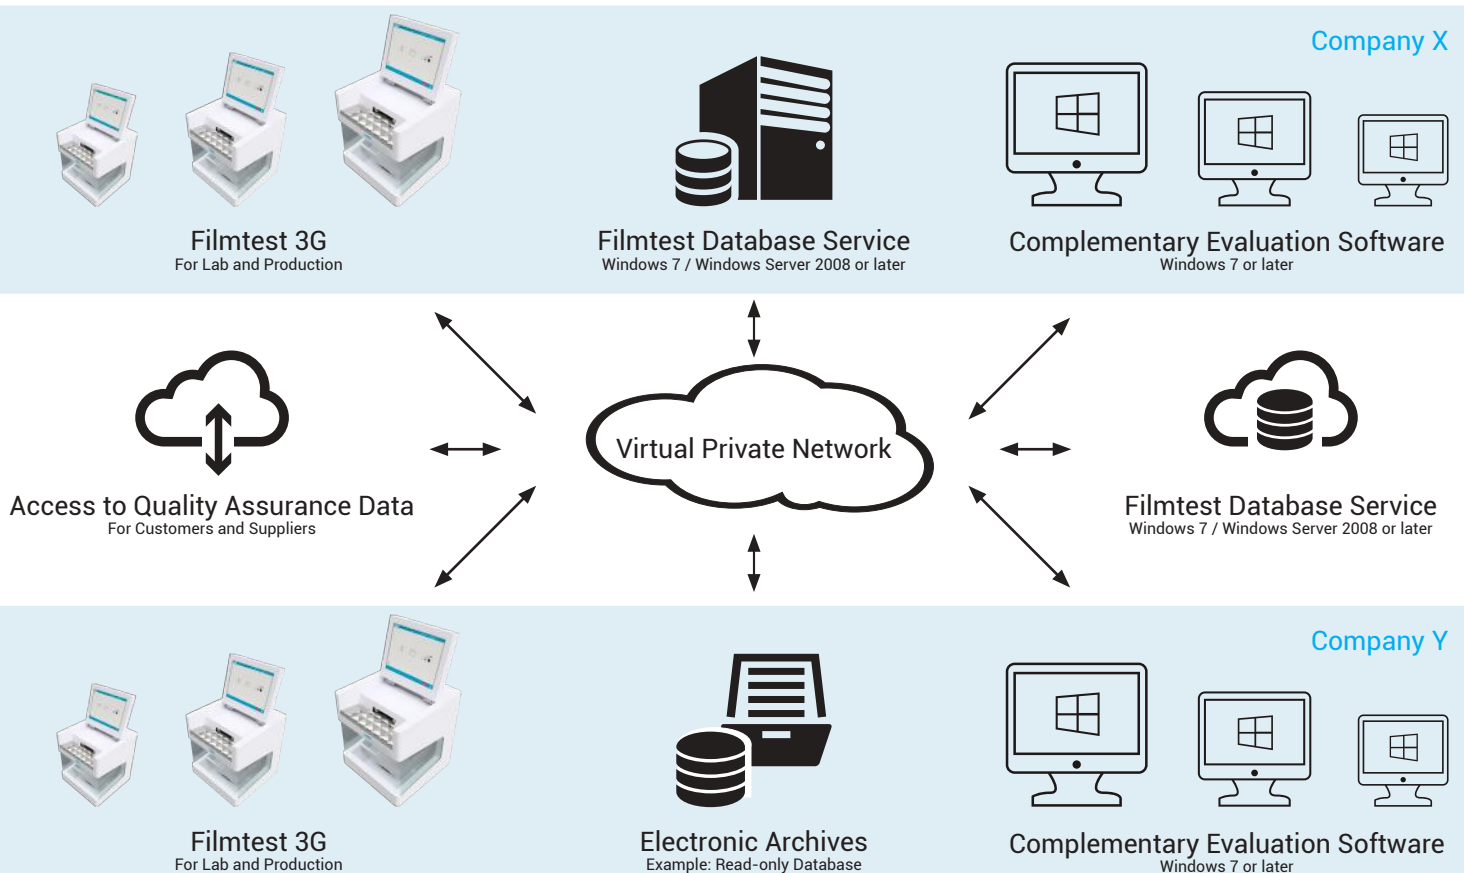 Company X
Filmtest 3G
For Lab and Production
Filmtest Database Service
Windows 7 / Windows Server 2008 or later
Complementary Evaluation Software
Windows 7 or later
Virtual Private Network
Access to Quality Assurance Data
For Customers and Suppliers
Filmtest Database Service
Windows 7 / Windows Server 2008 or later
Company Y
Filmtest 3G
For Lab and Production
Electronic Archives
Example: Read-only Database
Complementary Evaluation Software
Windows 7 or later